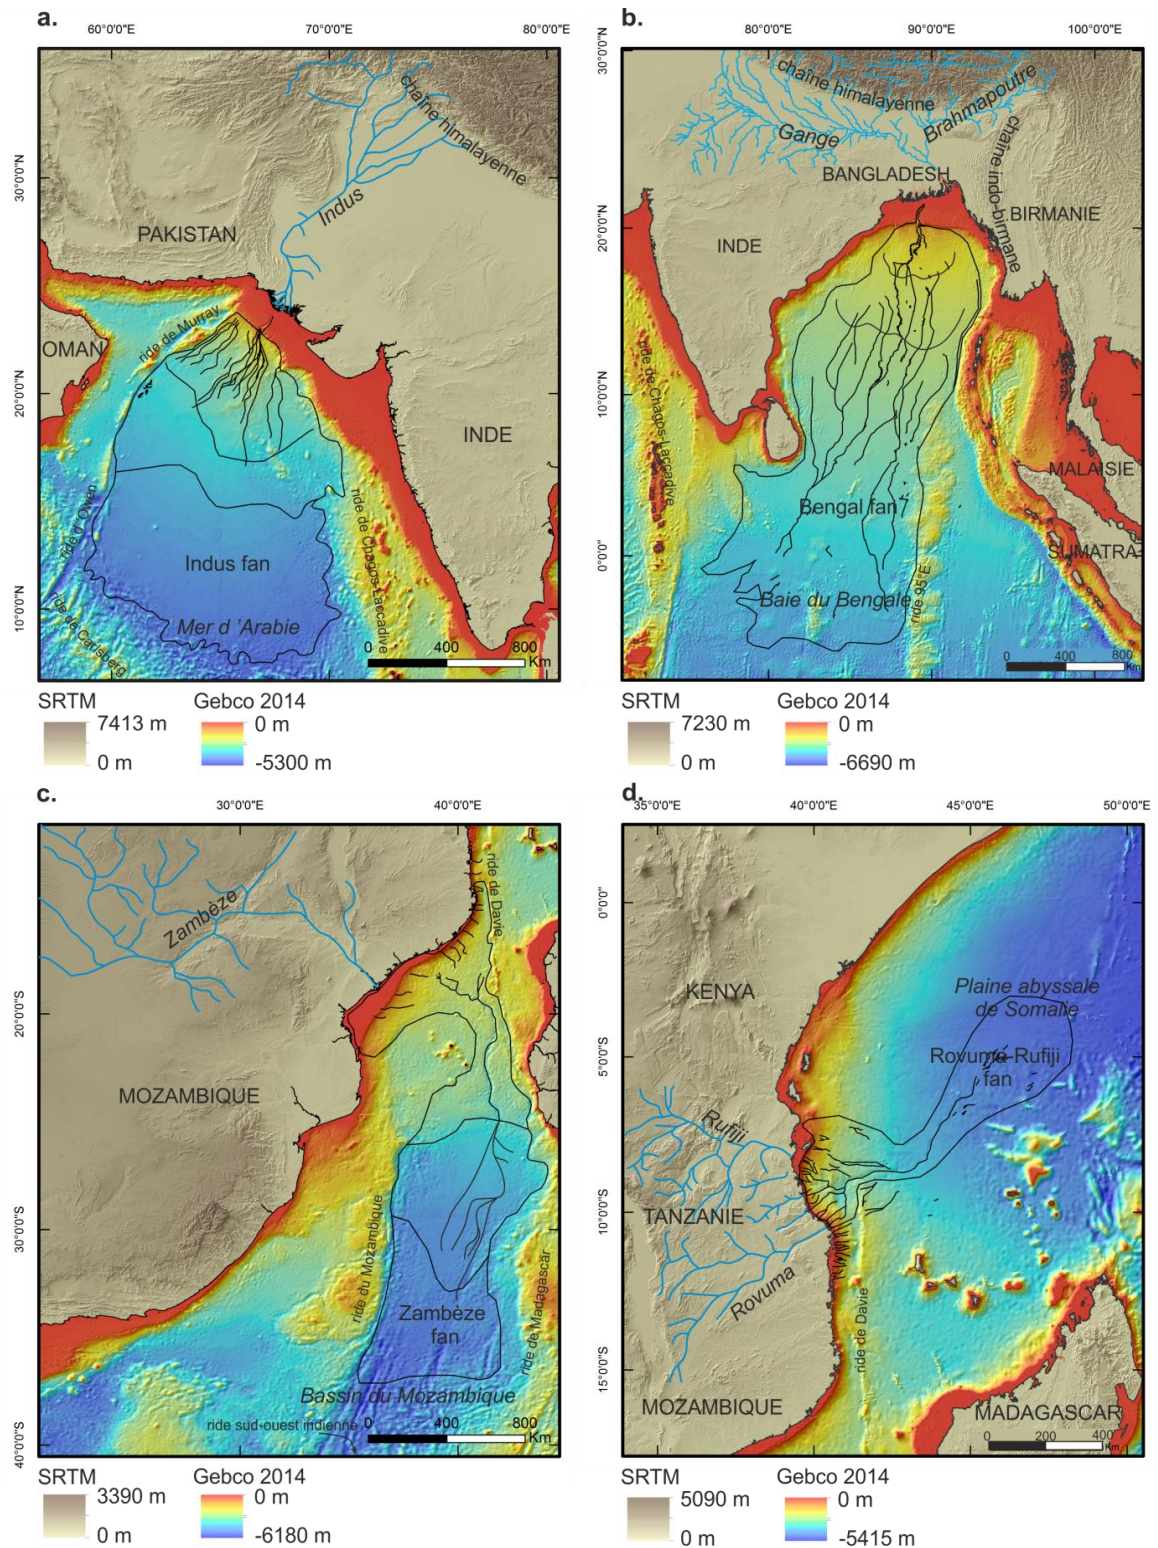 a.
60°0'0"E 70°0'0"E 80°0'0"E
30°0'0"N
20°0'0"N
10°0'0"N
chaîne himalayenne
Indus
PAKISTAN
ride de Murray
OMAN
INDE
ride d'Owen
ride de Chagos-Laccadive
Indus fan
Mer d 'Arabie
ride de Carlsberg
0 400 800
Km
SRTM
7413 m
0 m
Gebco 2014
0 m
-5300 m
b.
80°0'0"E 90°0'0"E 100°0'0"E
30°0'0"N
20°0'0"N
10°0'0"N
0°0'0"
chaîne himalayenne
Brahmapoutre
Gange
BANGLADESH
chaîne indo-birmane
BIRMANIE
INDE
ride de Chagos-Laccadive
MALAISIE
Bengal fan
SUMATRA
ride 95°E
Baie du Bengale
0 400 800
Km
SRTM
7230 m
0 m
Gebco 2014
0 m
-6690 m
c.
30°0'0"E 40°0'0"E
20°0'0"S
30°0'0"S
40°0'0"S
ride de Davie
Zambèze
MOZAMBIQUE
ride du Mozambique
ride de Madagascar
Zambèze
fan
Bassin du Mozambique
ride sud-ouest indienne
0 400 800
Km
SRTM
3390 m
0 m
Gebco 2014
0 m
-6180 m
d.
35°0'0"E 40°0'0"E 45°0'0"E 50°0'0"E
0°0'0"
5°0'0"S
10°0'0"S
15°0'0"S
KENYA
Plaine abyssale
de Somalie
Rovuma-Rufiji
fan
Rufiji
TANZANIE
Rovuma
ride de Davie
MOZAMBIQUE
MADAGASCAR
0 200 400
Km
SRTM
5090 m
0 m
Gebco 2014
0 m
-5415 m